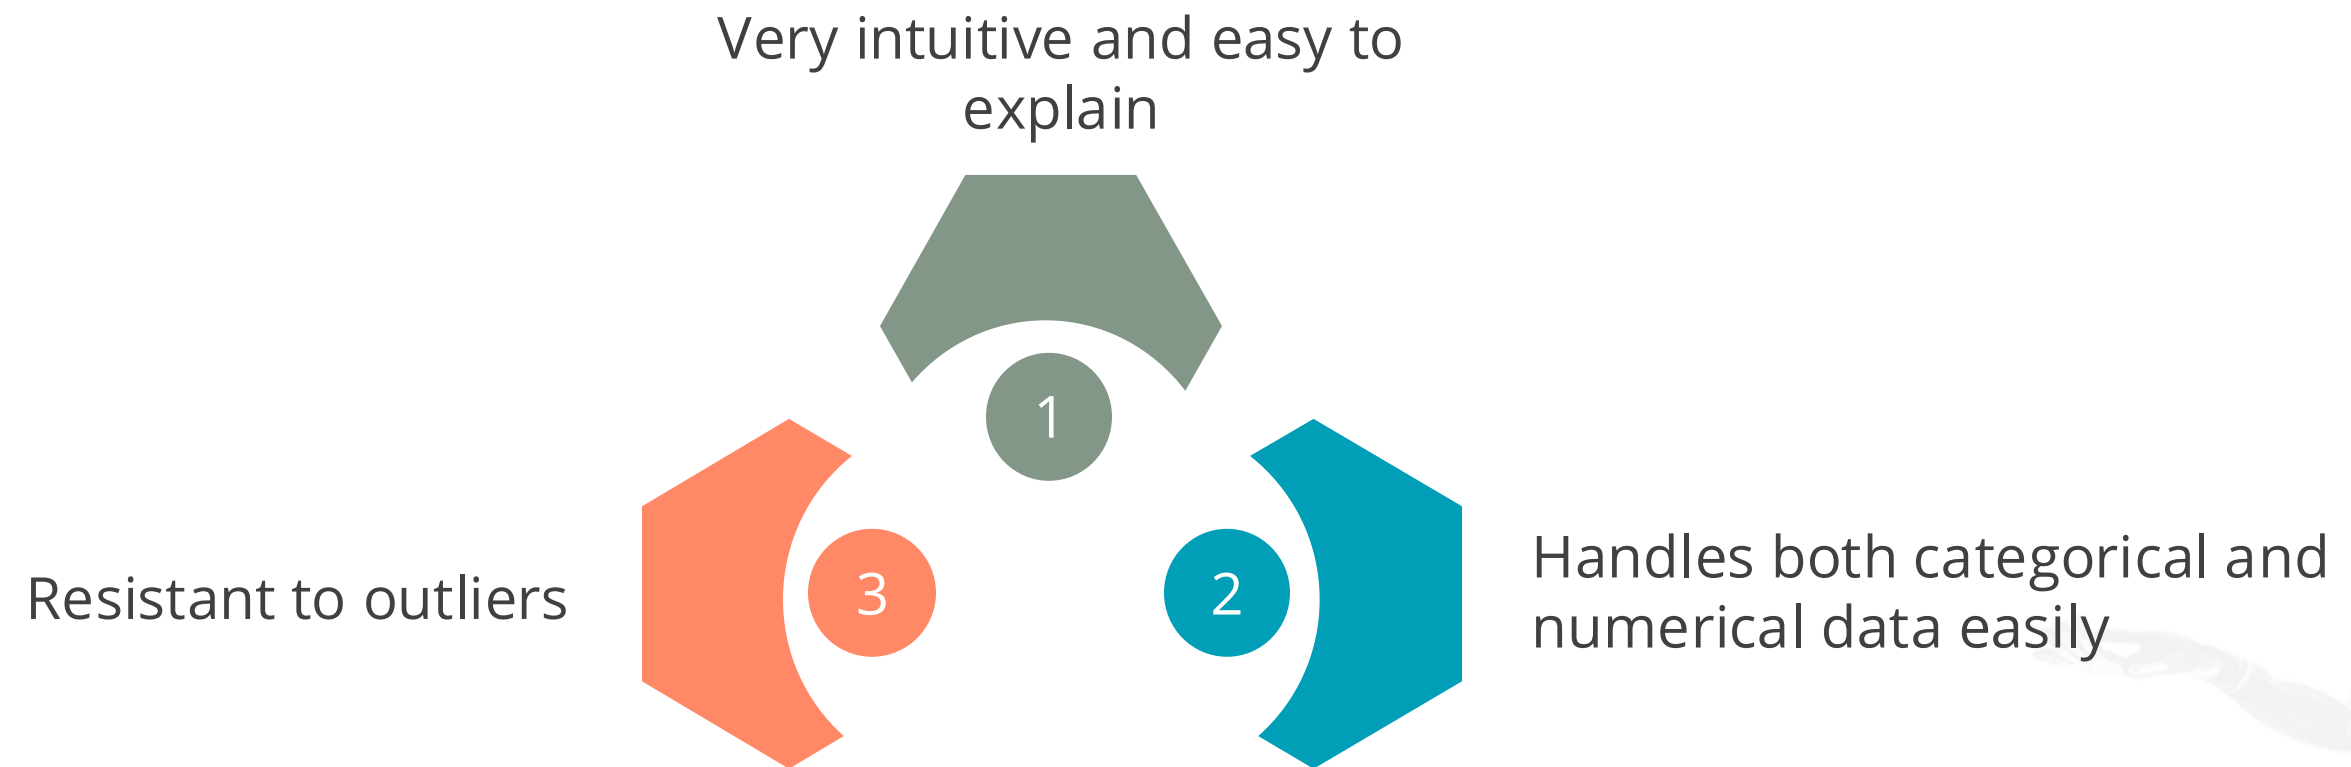 Very intuitive and easy to
explain
1
3
2
Resistant to outliers
Handles both categorical and
numerical data easily